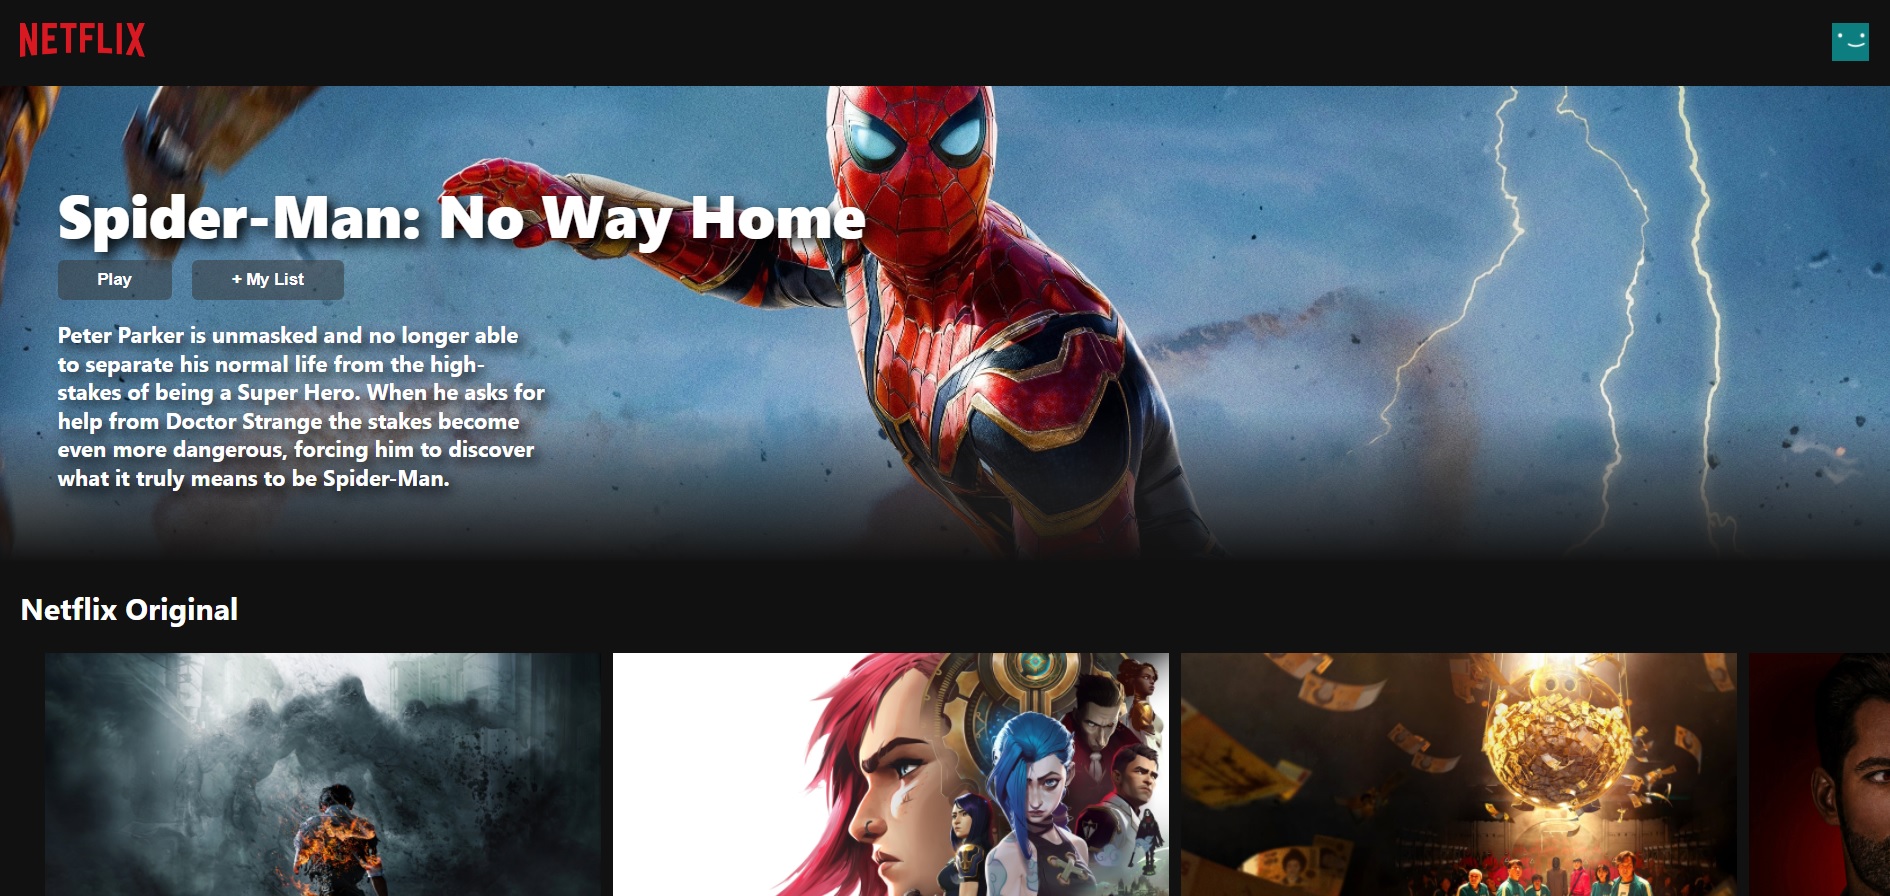 NETFLIX
Spider-Man: No Way Home
Play
+ My List
Peter Parker is unmasked and no longer able
to separate his normal life from the high-
stakes of being a Super Hero. When he asks for
help from Doctor Strange the stakes become
even more dangerous, forcing him to discover
what it truly means to be Spider-Man.
Netflix Original